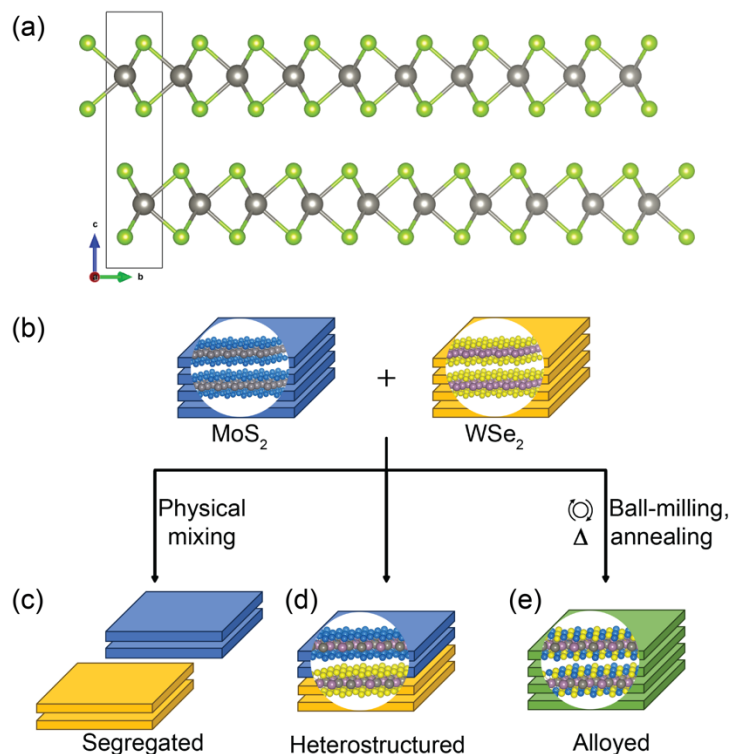 (a)
c
b
(b)
MoS₂
+
WSe₂
Physical
mixing
Ball-milling,
Δ annealing
(c)
(d)
(e)
Segregated
Heterostructured
Alloyed